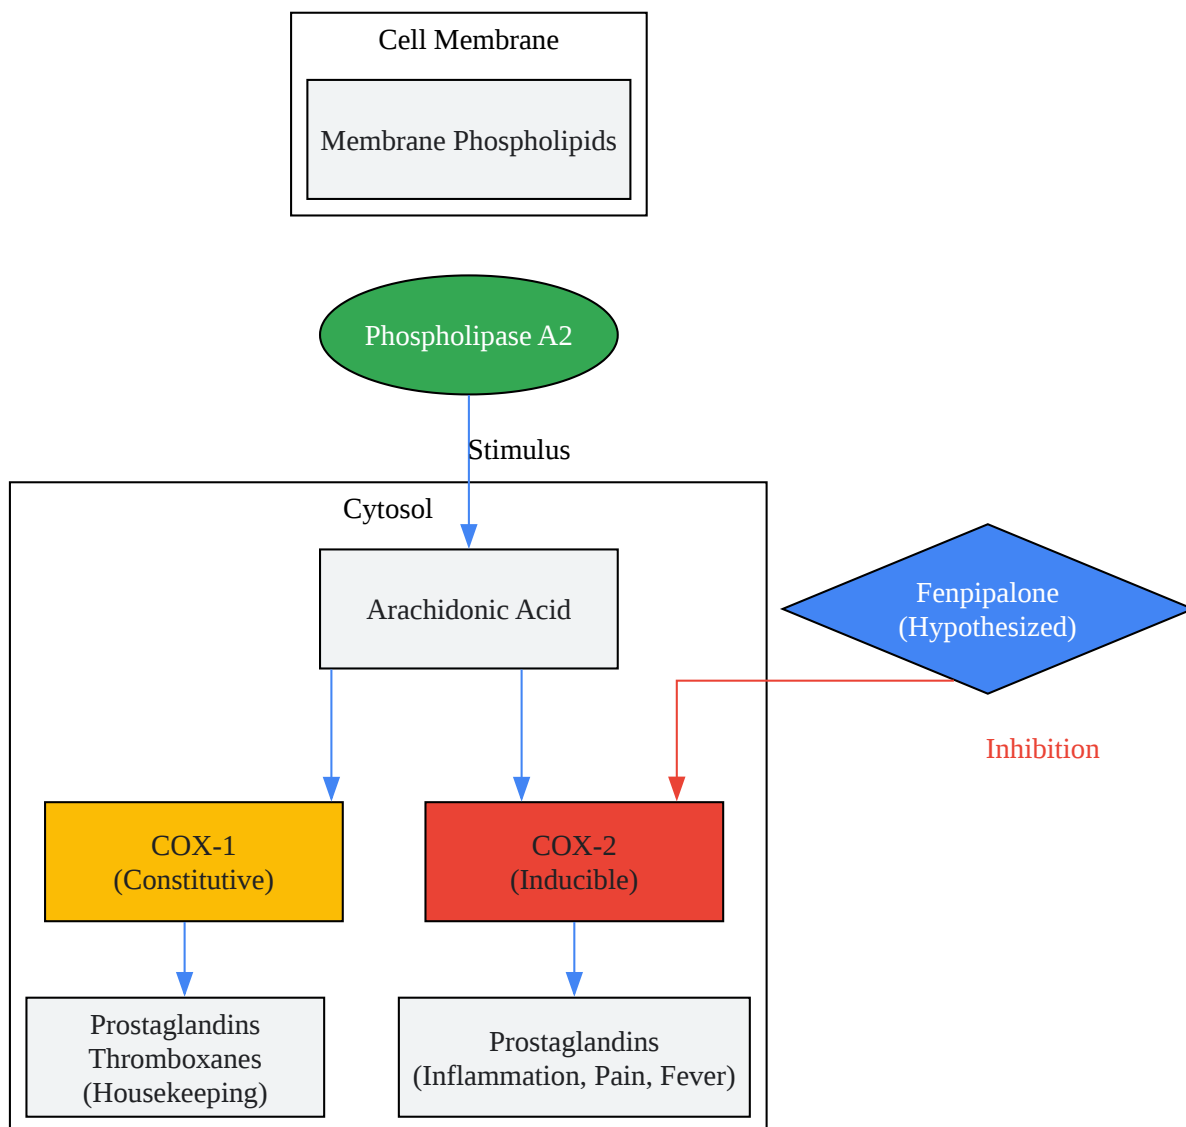 Cell Membrane
Membrane Phospholipids
Phospholipase A2
Stimulus
Cytosol
Arachidonic Acid
Fenpipalone
(Hypothesized)
Inhibition
COX-1
(Constitutive)
COX-2
(Inducible)
Prostaglandins
Thromboxanes
(Housekeeping)
Prostaglandins
(Inflammation, Pain, Fever)